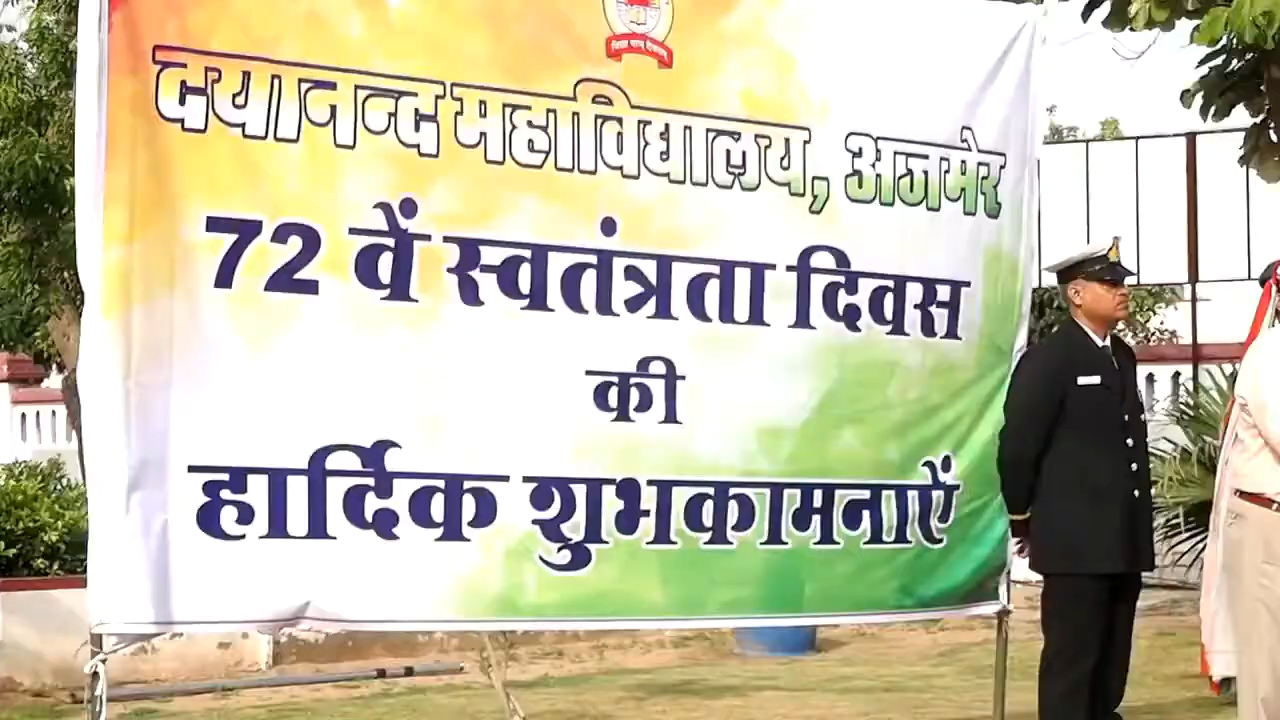 दयानन्द महाविद्यालय, अजमेर
72 वें स्वतंत्रता दिवस
की
हार्दिक शुभकामनाऐं